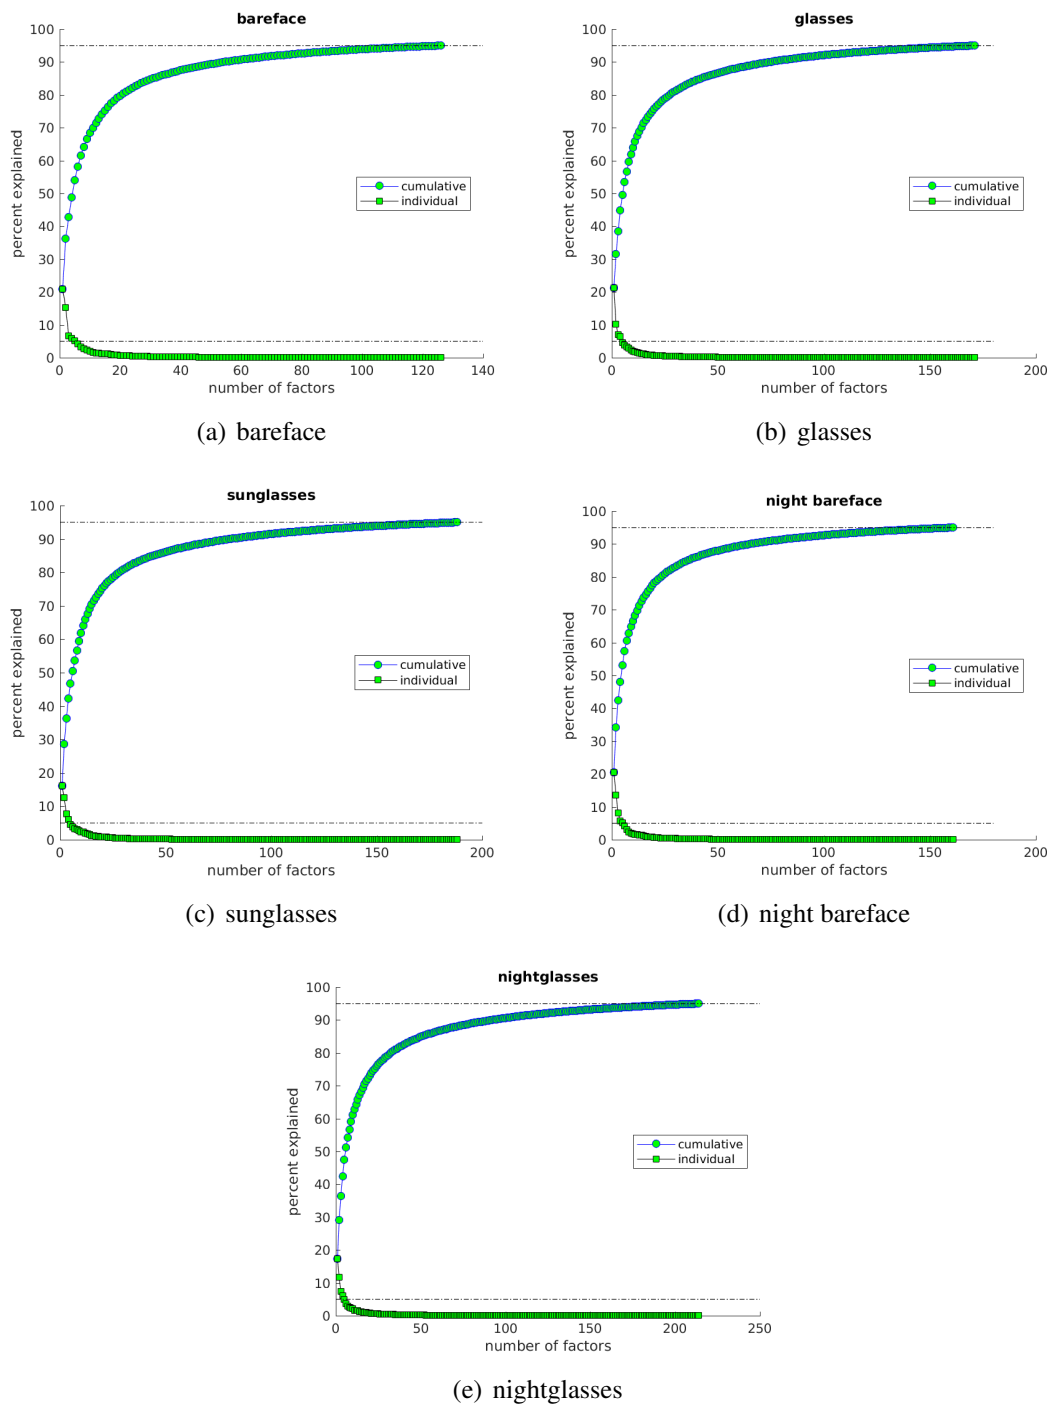 bareface
100
90
80
70
60
50
40
30
20
10
0
percent explained
cumulative
individual
0 20 40 60 80 100 120 140
number of factors
(a) bareface
glasses
100
90
80
70
60
50
40
30
20
10
0
percent explained
cumulative
individual
0 50 100 150 200
number of factors
(b) glasses
sunglasses
100
90
80
70
60
50
40
30
20
10
0
percent explained
cumulative
individual
0 50 100 150 200
number of factors
(c) sunglasses
night bareface
100
90
80
70
60
50
40
30
20
10
0
percent explained
cumulative
individual
0 50 100 150 200
number of factors
(d) night bareface
nightglasses
100
90
80
70
60
50
40
30
20
10
0
percent explained
cumulative
individual
0 50 100 150 200 250
number of factors
(e) nightglasses